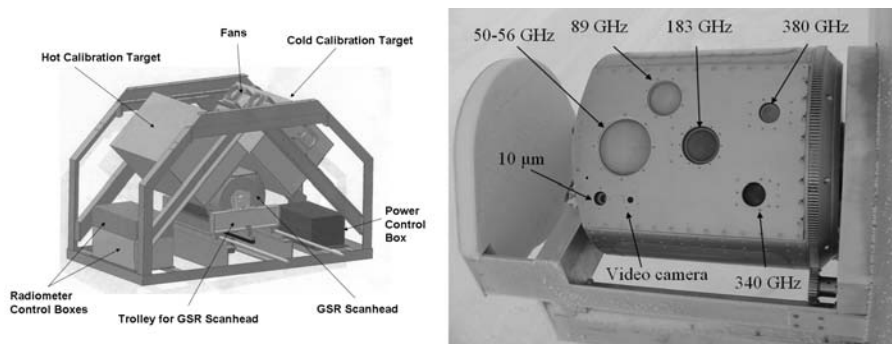 Fans
Cold Calibration Target
Hot Calibration Target
Power
Control
Box
Radiometer
Control Boxes
Trolley for GSR Scanhead
GSR Scanhead
50-56 GHz
89 GHz
183 GHz
380 GHz
10 μm
Video camera
340 GHz